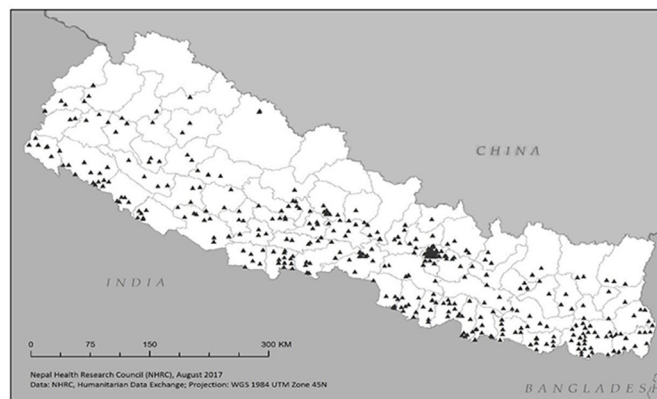 CHINA
INDIA
0 75 150 300 KM
Nepal Health Research Council (NHRC), August 2017
Data: NHRC, Humanitarian Data Exchange; Projection: WGS 1984 UTM Zone 45N
BANGLADESH